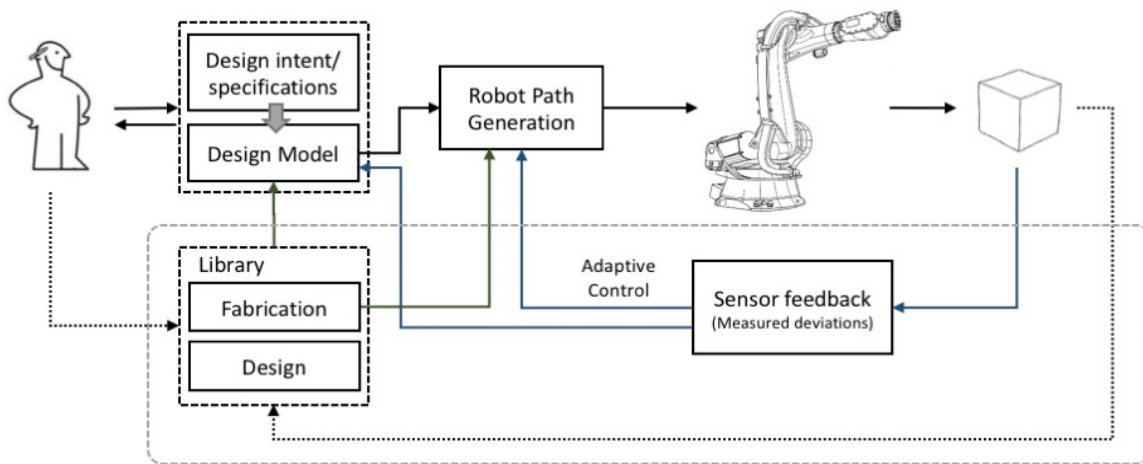 Design intent/
specifications
Design Model
Robot Path
Generation
Library
Fabrication
Design
Adaptive
Control
Sensor feedback
(Measured deviations)